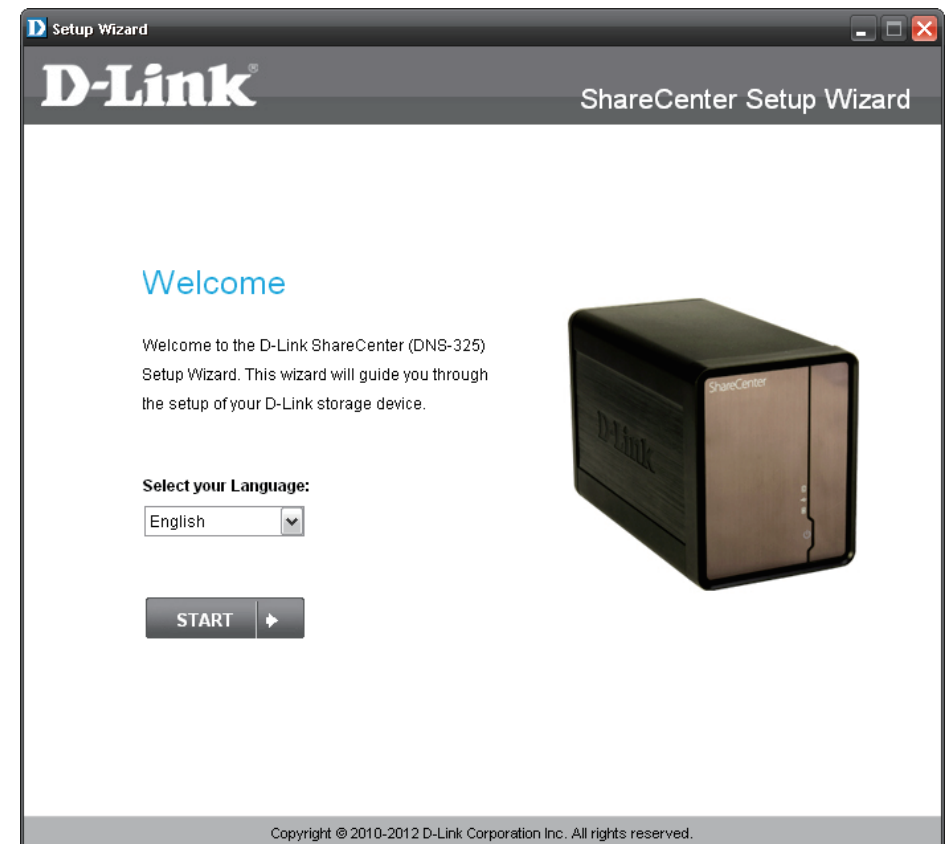 Setup Wizard
D-Link®
ShareCenter Setup Wizard
Welcome
Welcome to the D-Link ShareCenter (DNS-325)
Setup Wizard. This wizard will guide you through
the setup of your D-Link storage device.
ShareCenter
D-Link
Select your Language:
English
START
Copyright © 2010-2012 D-Link Corporation Inc. All rights reserved.